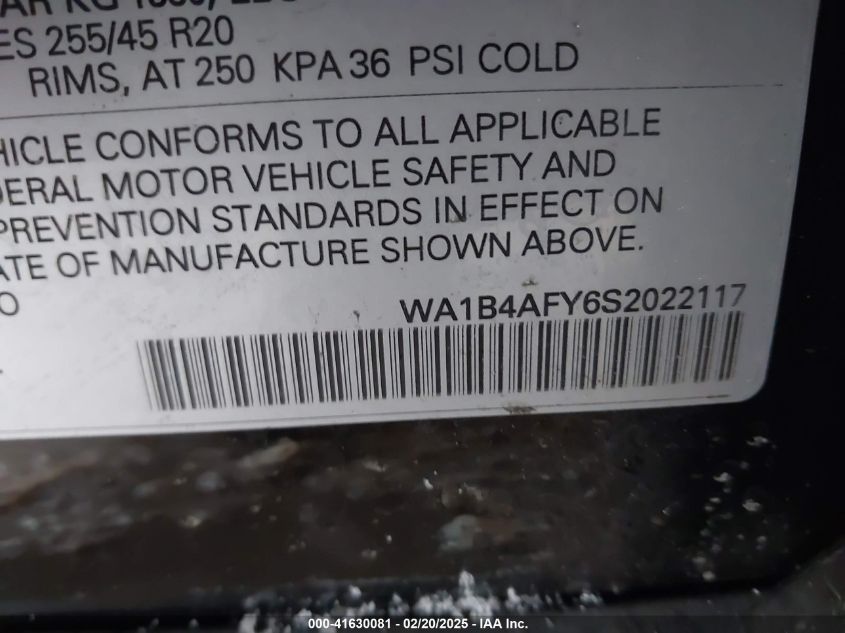 ES 255/45 R20
RIMS, AT 250 KPA 36 PSI COLD
HICLE CONFORMS TO ALL APPLICABLE
DERAL MOTOR VEHICLE SAFETY AND
PREVENTION STANDARDS IN EFFECT ON
ATE OF MANUFACTURE SHOWN ABOVE.
O
WA1B4AFY6S2022117
000-41630081 - 02/20/2025 - IAA Inc.